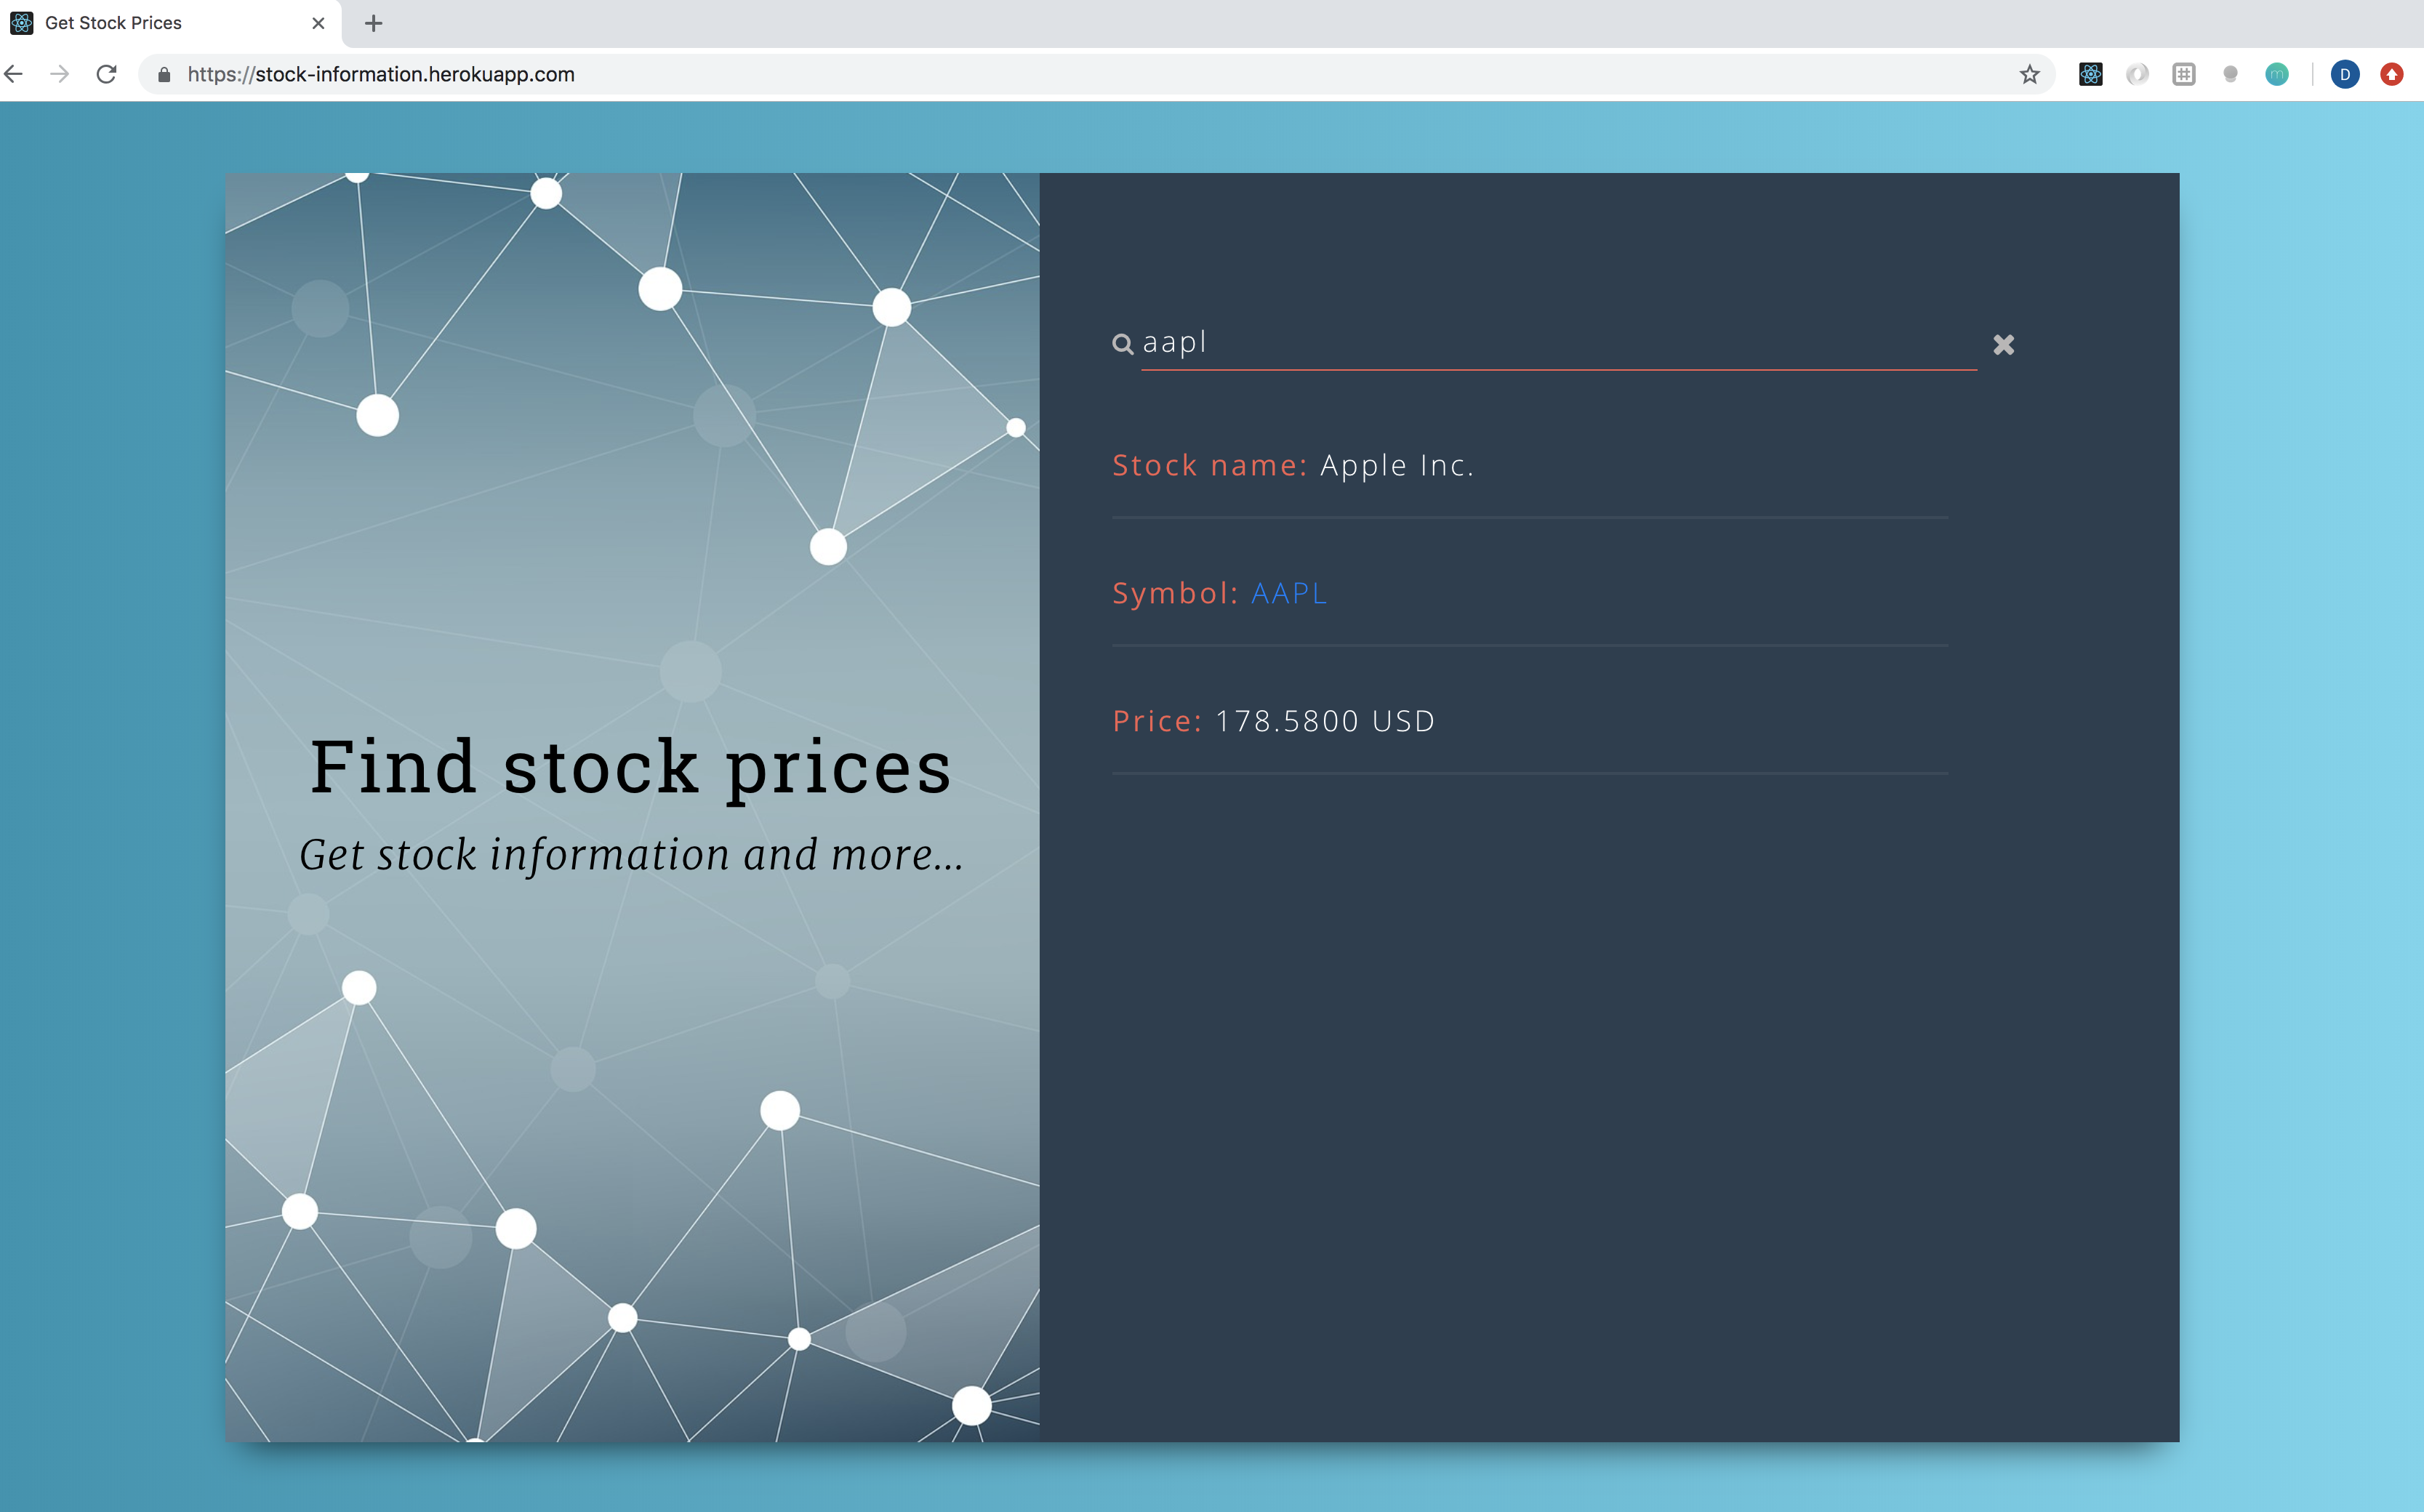 Get Stock Prices
https://stock-information.herokuapp.com
m
D
Find stock prices
Get stock information and more...
aapl
Stock name: Apple Inc.
Symbol: AAPL
Price: 178.5800 USD